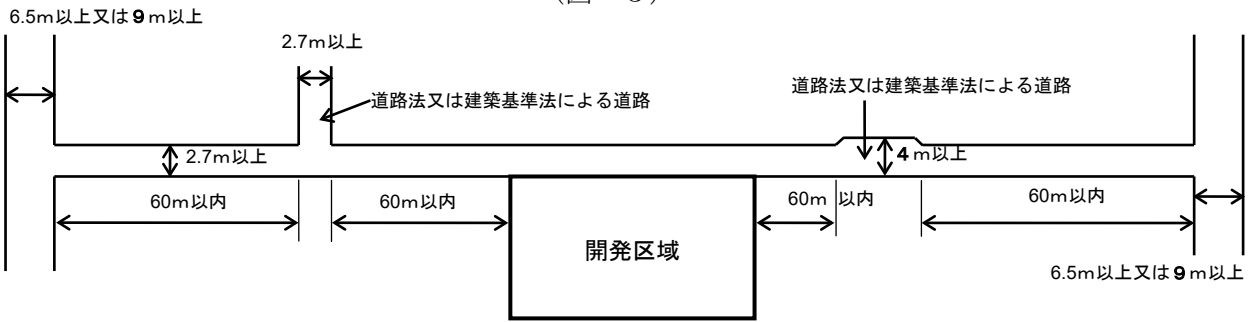 6.5m以上又は9m以上
2.7m以上
道路法又は建築基準法による道路
道路法又は建築基準法による道路
2.7m以上
4m以上
60m以内
60m以内
60m 以内
60m以内
開発区域
6.5m以上又は9m以上